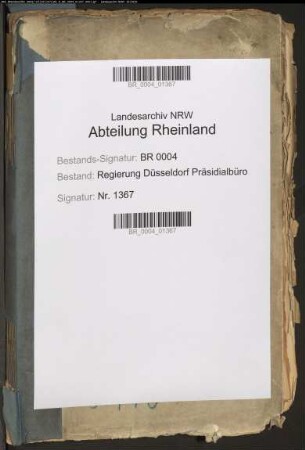 BR_0004_01367
Landesarchiv NRW
Abteilung Rheinland
Bestands-Signatur: BR 0004
Bestand: Regierung Düsseldorf Präsidialbüro
Signatur: Nr. 1367
BR_0004_01367